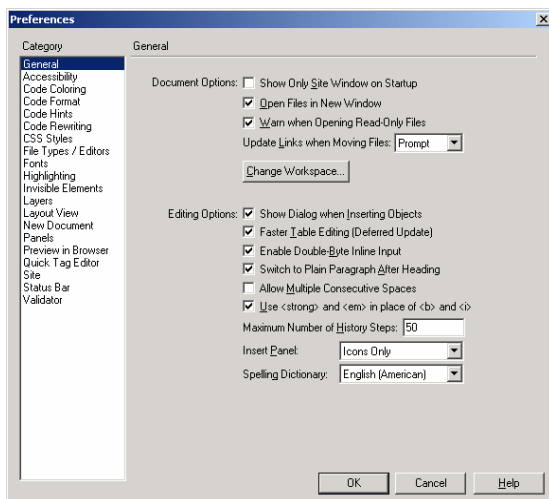 Preferences
Category
General
General
Accessibility
Code Coloring
Code Format
Code Hints
Code Rewriting
CSS Styles
File Types / Editors
Fonts
Highlighting
Invisible Elements
Layers
Layout View
New Document
Panels
Preview in Browser
Quick Tag Editor
Site
Status Bar
Validator
Document Options: Show Only Site Window on Startup
Open Files in New Window
Warn when Opening Read-Only Files
Update Links when Moving Files: Prompt
Change Workspace...
Editing Options: Show Dialog when Inserting Objects
Faster Table Editing (Deferred Update)
Enable Double-Byte Inline Input
Switch to Plain Paragraph After Heading
Allow Multiple Consecutive Spaces
Use <strong> and <em> in place of <b> and <i>
Maximum Number of History Steps: 50
Insert Panel: Icons Only
Spelling Dictionary: English (American)
OK Cancel Help